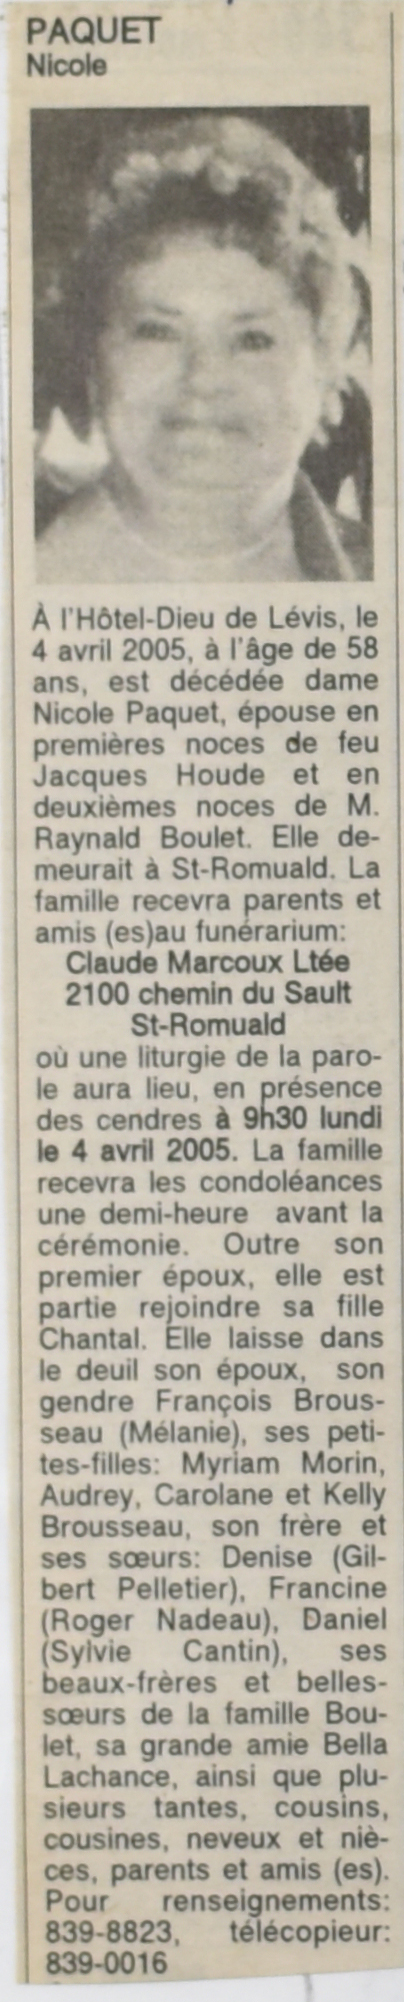 PAQUET
Nicole
À l'Hôtel-Dieu de Lévis, le
4 avril 2005, à l'âge de 58
ans, est décédée dame
Nicole Paquet, épouse en
premières noces de feu
Jacques Houde et en
deuxièmes noces de M.
Raynald Boulet. Elle de-
meurait à St-Romuald. La
famille recevra parents et
amis (es)au funérarium:
Claude Marcoux Ltée
2100 chemin du Sault
St-Romuald
où une liturgie de la paro-
le aura lieu, en présence
des cendres à 9h30 lundi
le 4 avril 2005. La famille
recevra les condoléances
une demi-heure avant la
cérémonie. Outre son
premier époux, elle est
partie rejoindre sa fille
Chantal. Elle laisse dans
le deuil son époux, son
gendre François Brous-
seau (Mélanie), ses peti-
tes-filles: Myriam Morin,
Audrey, Carolane et Kelly
Brousseau, son frère et
ses sœurs: Denise (Gil-
bert Pelletier), Francine
(Roger Nadeau), Daniel
(Sylvie Cantin), ses
beaux-frères et belles-
sœurs de la famille Bou-
let, sa grande amie Bella
Lachance, ainsi que plu-
sieurs tantes, cousins,
cousines, neveux et niè-
ces, parents et amis (es).
Pour renseignements:
839-8823, télécopieur:
839-0016